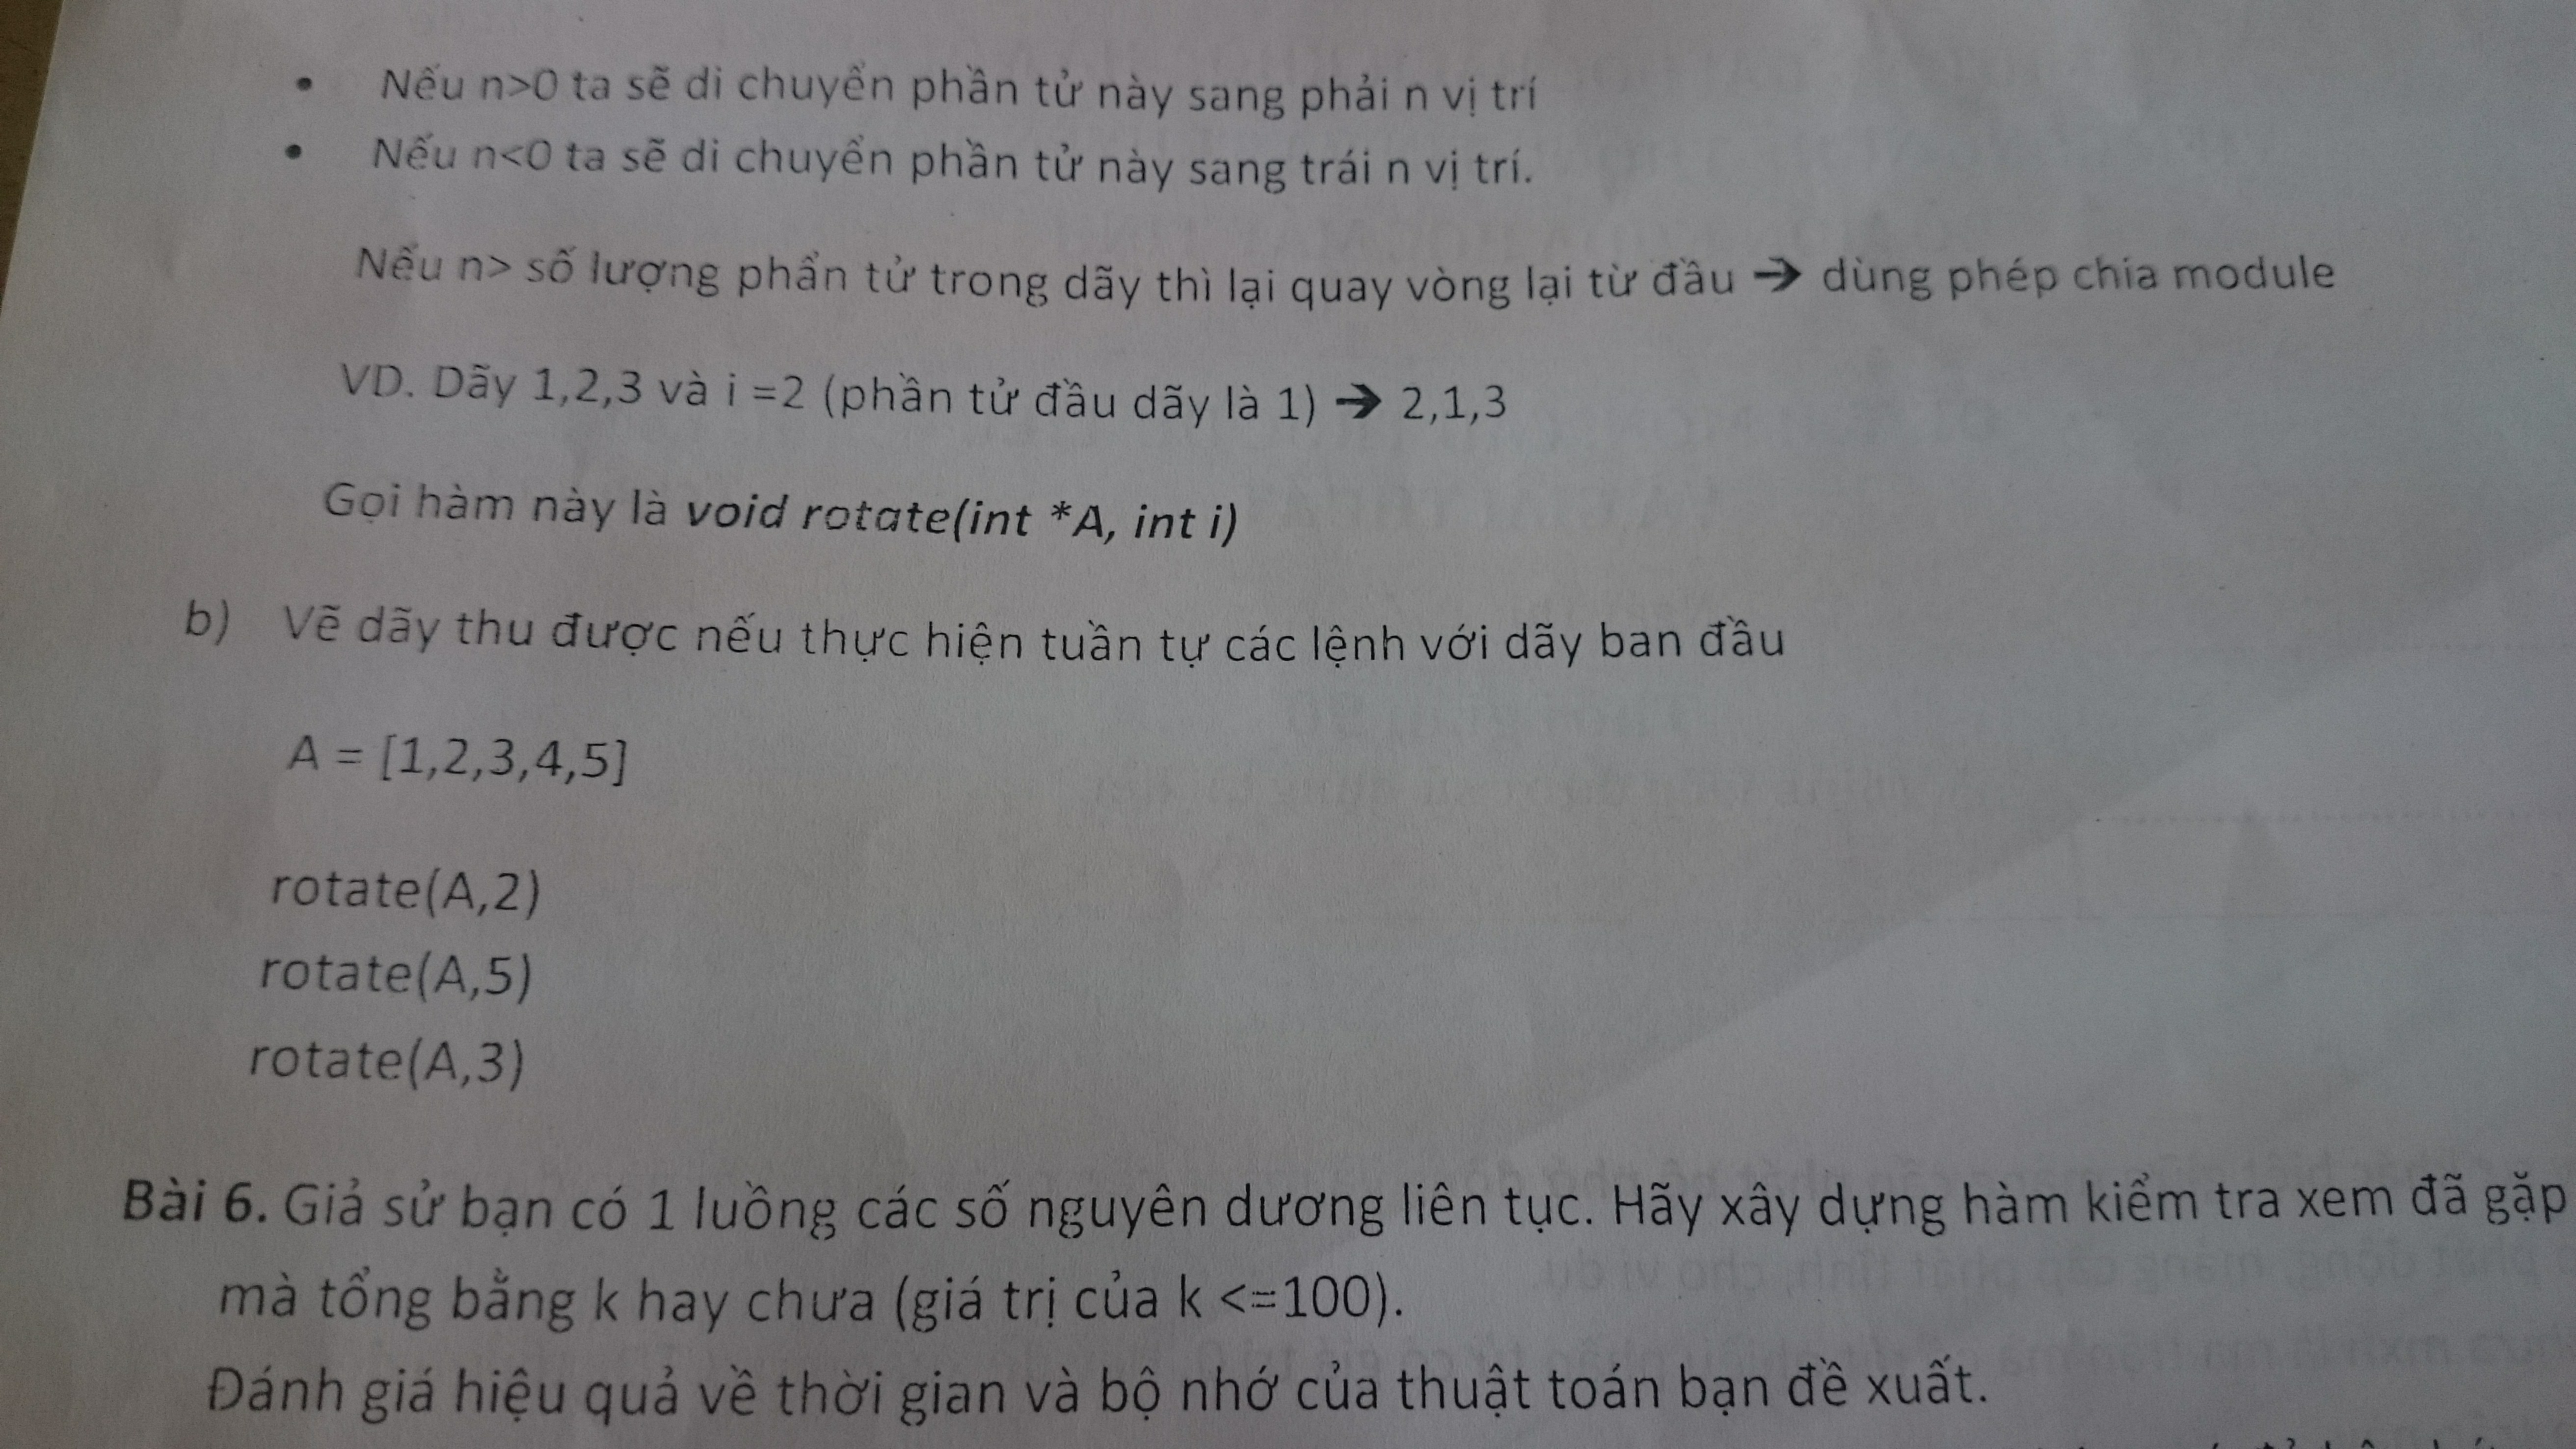 • Nếu n>0 ta sẽ di chuyển phần tử này sang phải n vị trí
• Nếu n<0 ta sẽ di chuyển phần tử này sang trái n vị trí.
Nếu n> số lượng phẩn tử trong dãy thì lại quay vòng lại từ đầu → dùng phép chia module
VD. Dãy 1,2,3 và i =2 (phần tử đầu dãy là 1) → 2,1,3
Gọi hàm này là void rotate(int *A, int i)
b) Vẽ dãy thu được nếu thực hiện tuần tự các lệnh với dãy ban đầu
A = [1,2,3,4,5]
rotate(A,2)
rotate(A,5)
rotate(A,3)
Bài 6. Giả sử bạn có 1 luồng các số nguyên dương liên tục. Hãy xây dựng hàm kiểm tra xem đã gặp
mà tổng bằng k hay chưa (giá trị của k <=100).
Đánh giá hiệu quả về thời gian và bộ nhớ của thuật toán bạn đề xuất.